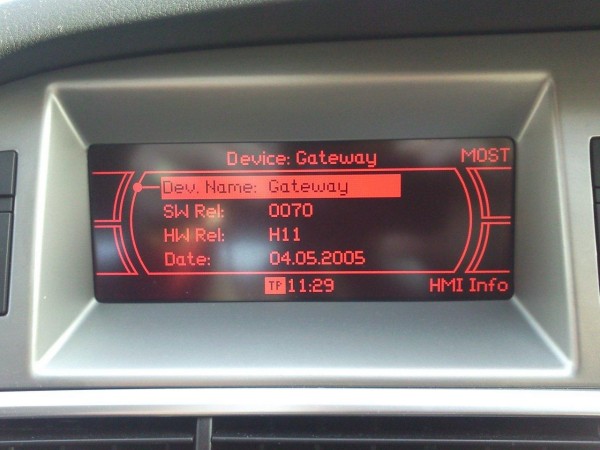 Device: Gateway MOST
Dev. Name: Gateway
SW Rel: 0070
HW Rel: H11
Date: 04.05.2005
TP 11:29 HMI Info